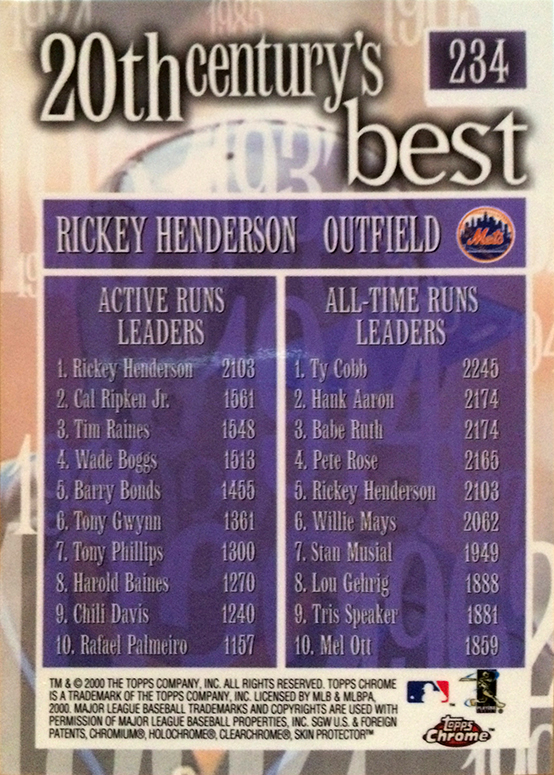 20th century's
best
234
RICKEY HENDERSON OUTFIELD
Mets
ACTIVE RUNS
LEADERS
1. Rickey Henderson 2103
2. Cal Ripken Jr. 1561
3. Tim Raines 1548
4. Wade Boggs 1513
5. Barry Bonds 1455
6. Tony Gwynn 1361
7. Tony Phillips 1300
8. Harold Baines 1270
9. Chili Davis 1240
10. Rafael Palmeiro 1157
ALL-TIME RUNS
LEADERS
1. Ty Cobb 2245
2. Hank Aaron 2174
3. Babe Ruth 2174
4. Pete Rose 2165
5. Rickey Henderson 2103
6. Willie Mays 2062
7. Stan Musial 1949
8. Lou Gehrig 1888
9. Tris Speaker 1881
10. Mel Ott 1859
TM & © 2000 THE TOPPS COMPANY, INC. ALL RIGHTS RESERVED. TOPPS CHROME
IS A TRADEMARK OF THE TOPPS COMPANY, INC. LICENSED BY MLB & MLBPA,
2000. MAJOR LEAGUE BASEBALL TRADEMARKS AND COPYRIGHTS ARE USED WITH
PERMISSION OF MAJOR LEAGUE BASEBALL PROPERTIES, INC. SGW U.S. & FOREIGN
PATENTS, CHROMIUM®, HOLOCHROME®, CLEARCHROME®, SKIN PROTECTOR™
Topps
Chrome™